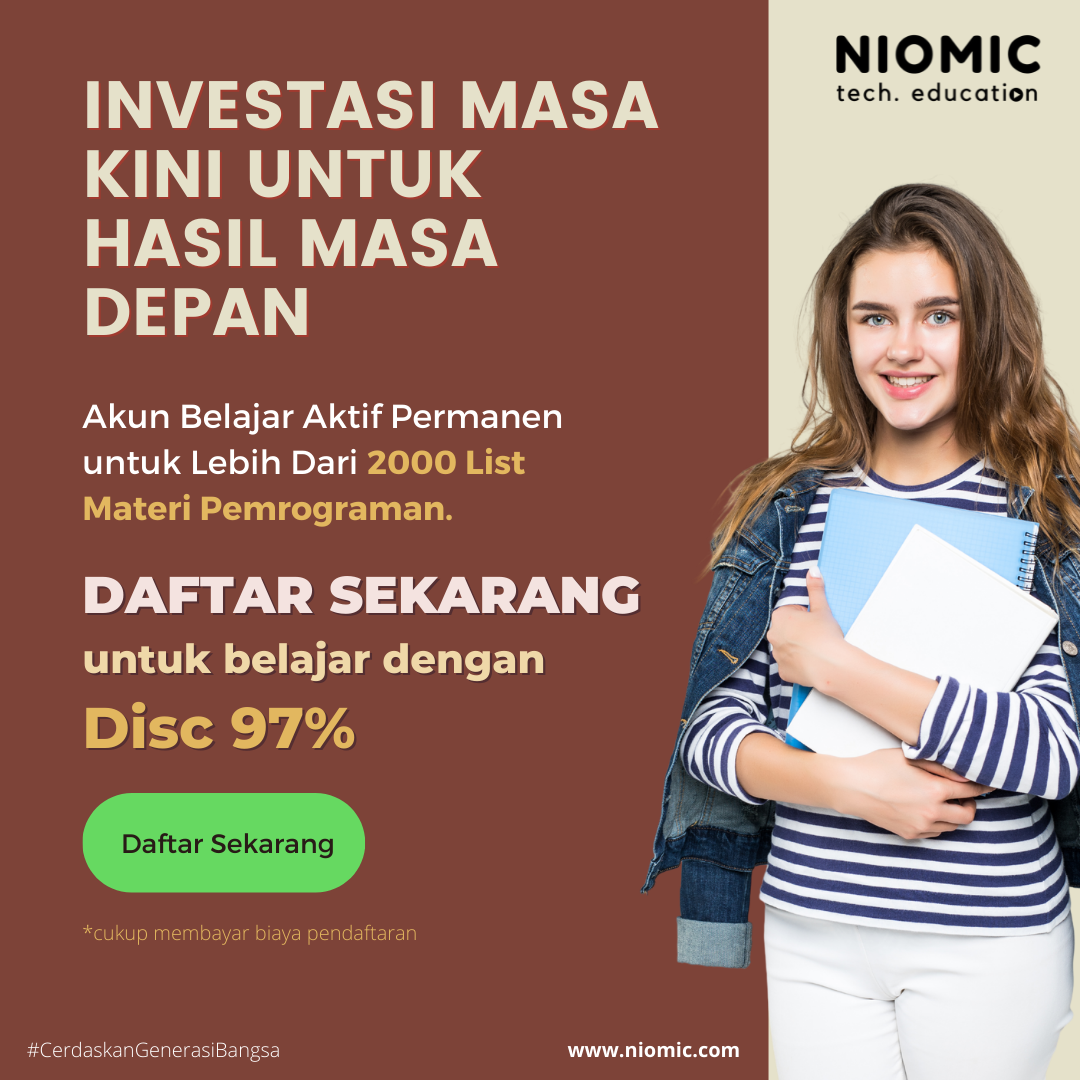 NIOMIC
tech. education
INVESTASI MASA
KINI UNTUK
HASIL MASA
DEPAN
Akun Belajar Aktif Permanen
untuk Lebih Dari 2000 List
Materi Pemrograman.
DAFTAR SEKARANG
untuk belajar dengan
Disc 97%
Daftar Sekarang
*cukup membayar biaya pendaftaran
#CerdaskanGenerasiBangsa
www.niomic.com